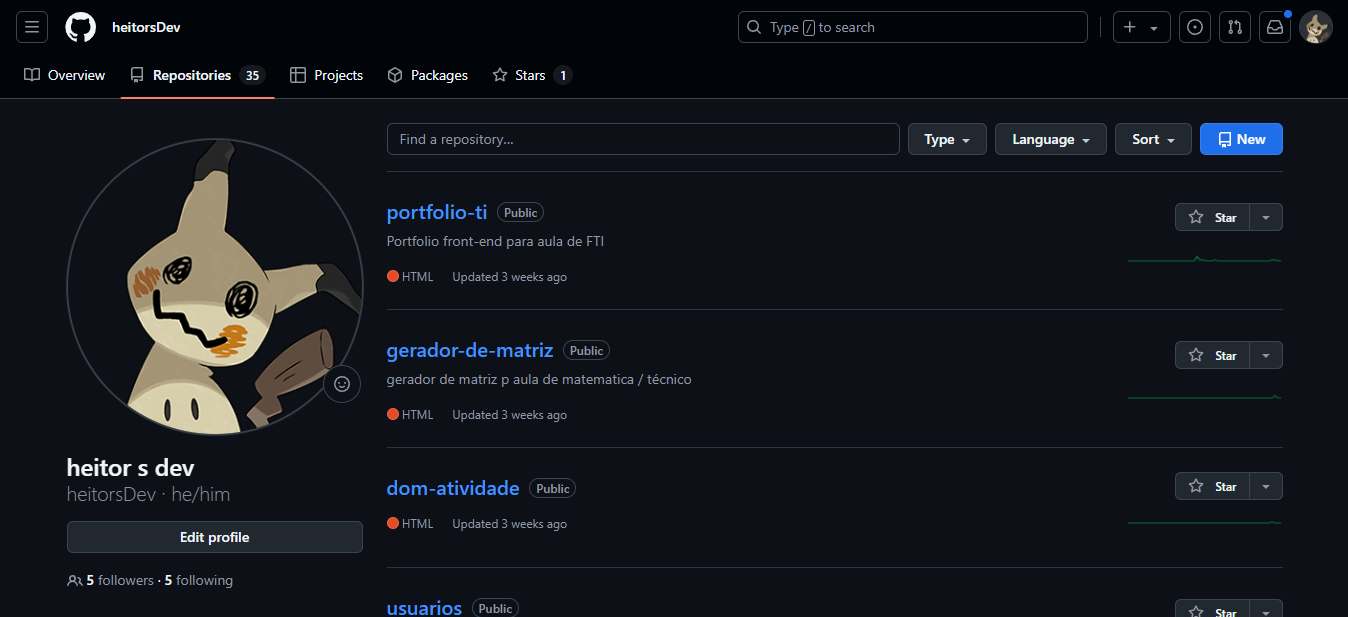 heitorsDev
Type / to search
Overview
Repositories 35
Projects
Packages
Stars 1
Find a repository...
Type
Language
Sort
New
portfolio-ti Public
Star
Portfolio front-end para aula de FTI
HTML Updated 3 weeks ago
gerador-de-matriz Public
Star
gerador de matriz p aula de matematica / técnico
HTML Updated 3 weeks ago
dom-atividade Public
Star
HTML Updated 3 weeks ago
usuarios Public
Star
heitor s dev
heitorsDev · he/him
Edit profile
5 followers · 5 following